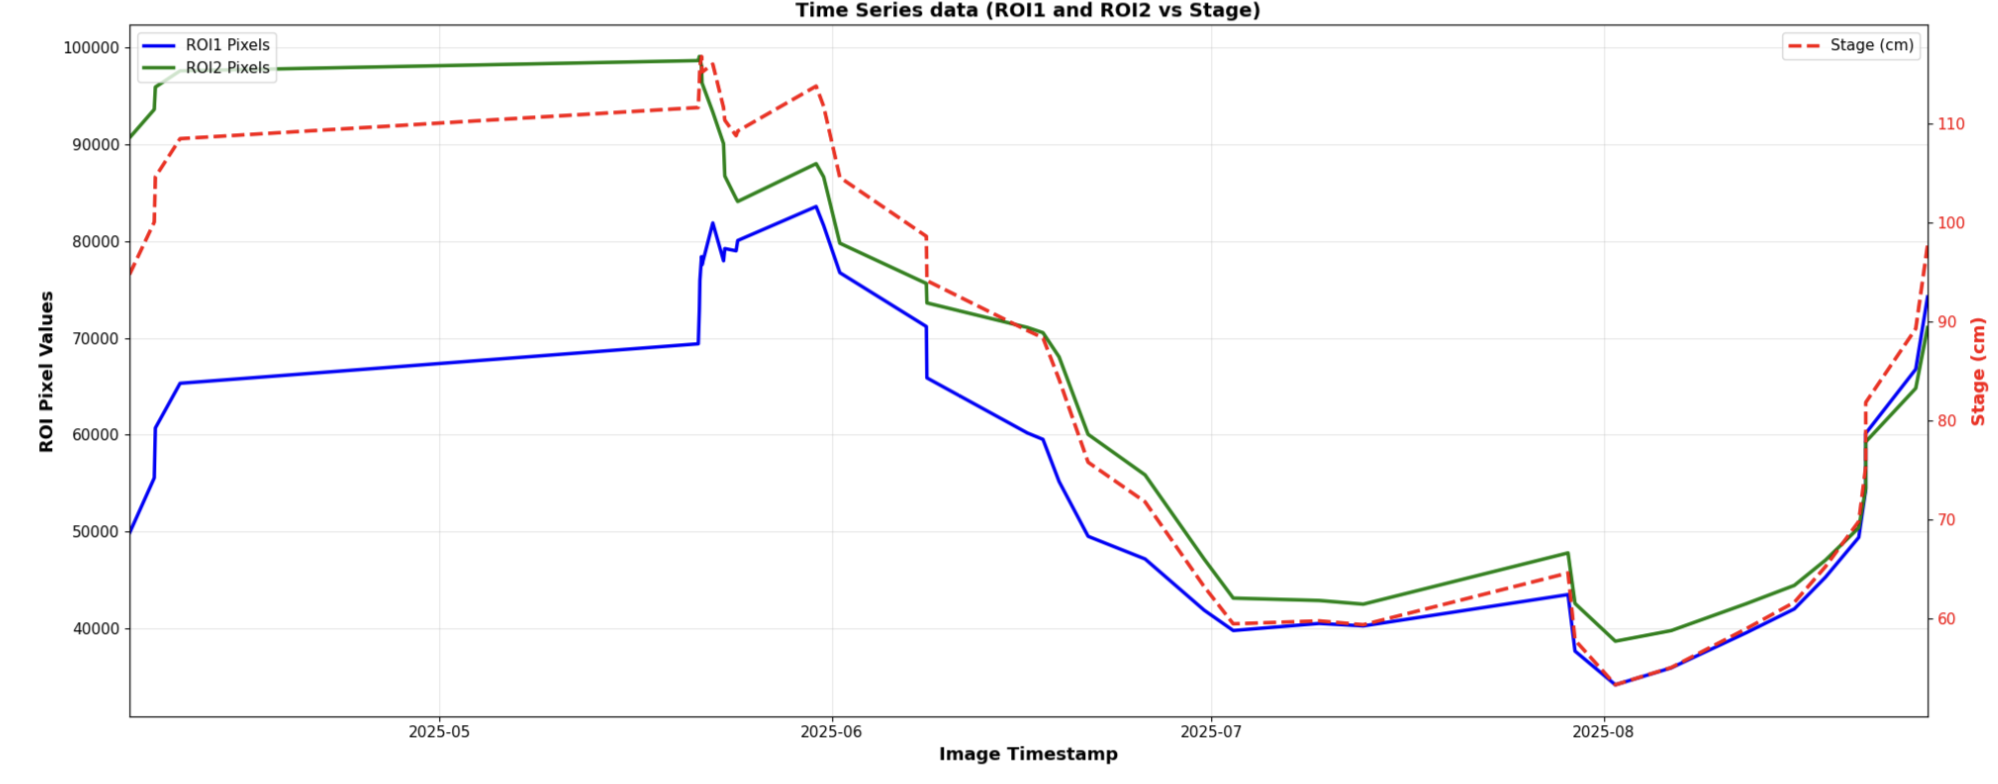 Time Series data (ROI1 and ROI2 vs Stage)
ROI1 Pixels
ROI2 Pixels
Stage (cm)
100000
90000
80000
70000
60000
50000
40000
ROI Pixel Values
110
100
90
80
70
60
Stage (cm)
2025-05
2025-06
2025-07
2025-08
Image Timestamp